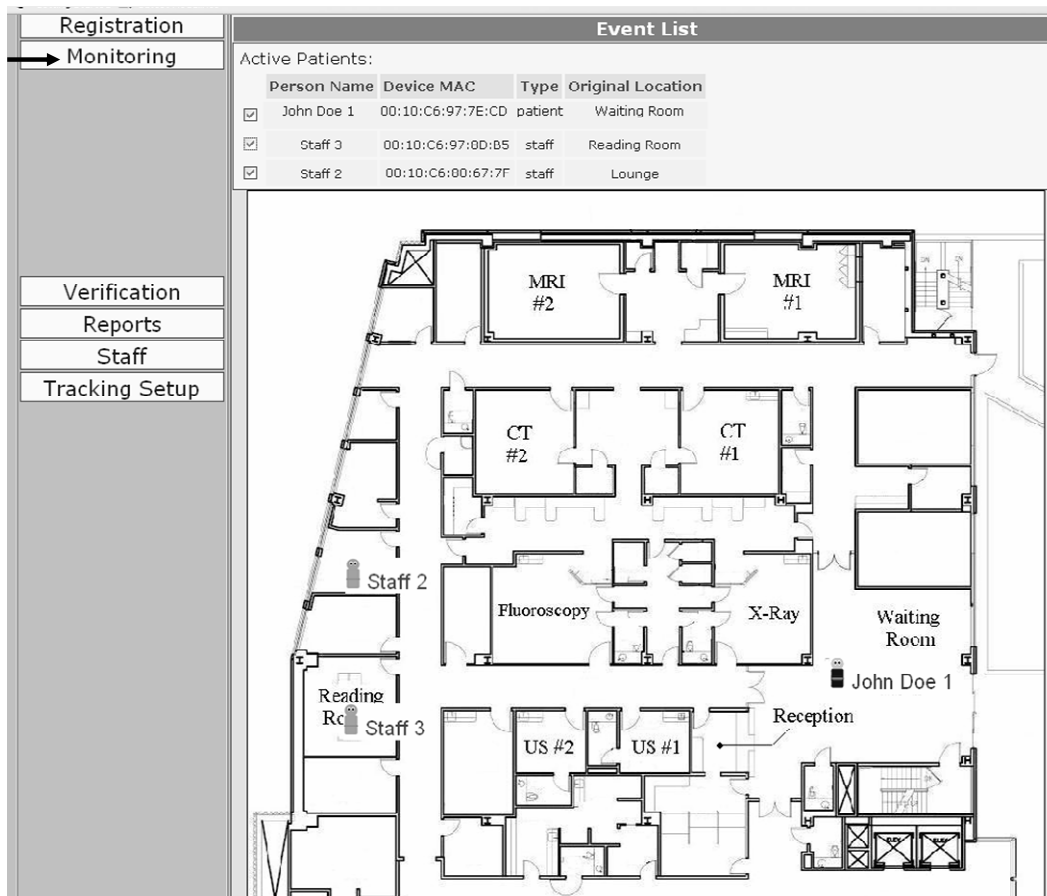 Registration
Monitoring
Verification
Reports
Staff
Tracking Setup
Event List
Active Patients:
Person Name Device MAC Type Original Location
John Doe 1 00:10:C6:97:7E:CD patient Waiting Room
Staff 3 00:10:C6:97:0D:B5 staff Reading Room
Staff 2 00:10:C6:00:67:7F staff Lounge
MRI
#2
MRI
#1
CT
#2
CT
#1
Staff 2
Fluoroscopy
X-Ray
Waiting
Room
John Doe 1
Reading
Staff 3
Reception
US #2
US #1
ELEV
ELEV